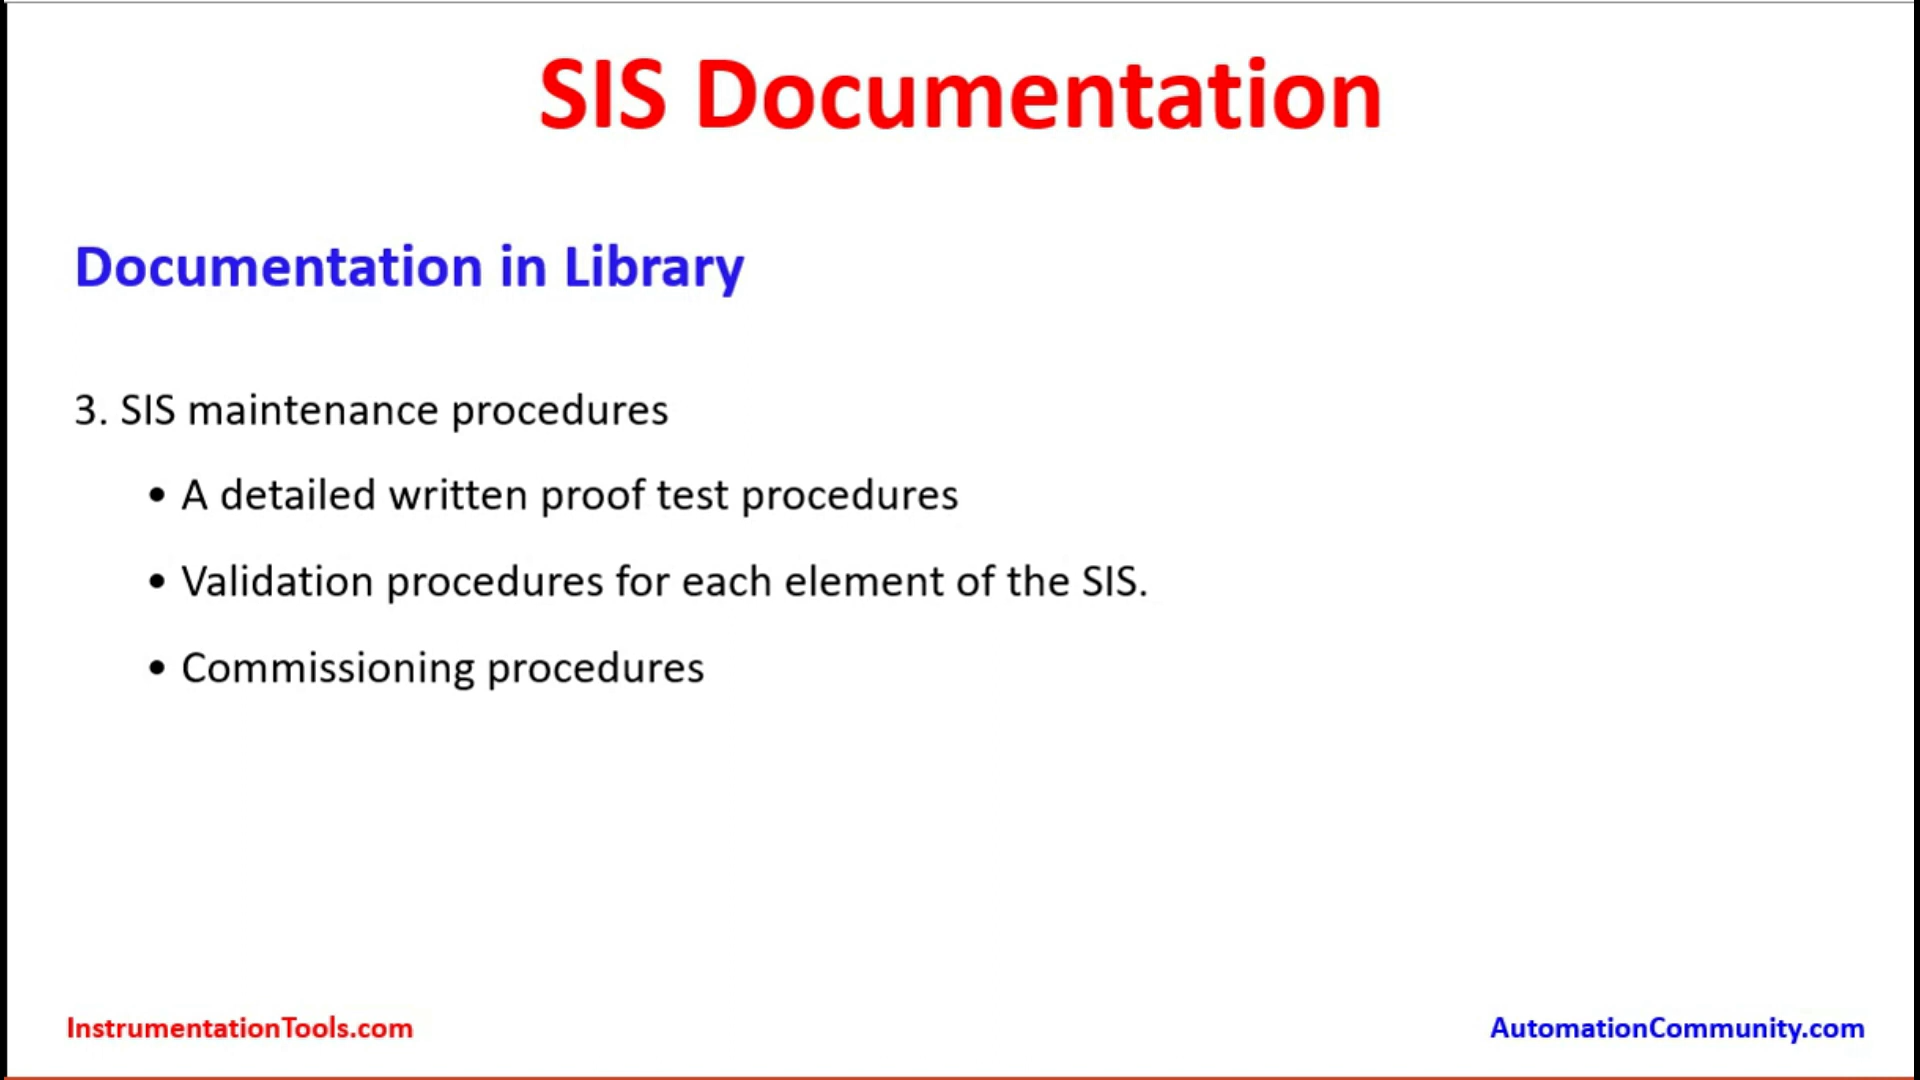 SIS Documentation
Documentation in Library
3. SIS maintenance procedures
• A detailed written proof test procedures
• Validation procedures for each element of the SIS.
• Commissioning procedures
InstrumentationTools.com
AutomationCommunity.com